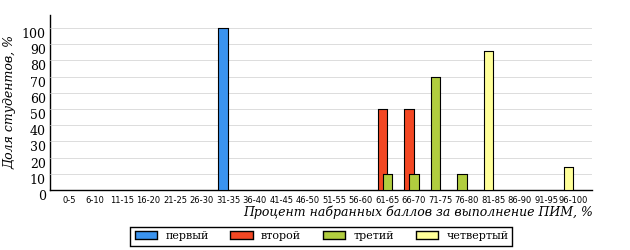 Доля студентов, %
100
90
80
70
60
50
40
30
20
10
0
0-5 6-10 11-15 16-20 21-25 26-30 31-35 36-40 41-45 46-50 51-55 56-60 61-65 66-70 71-75 76-80 81-85 86-90 91-95 96-100
Процент набранных баллов за выполнение ПИМ, %
первый второй третий четвертый